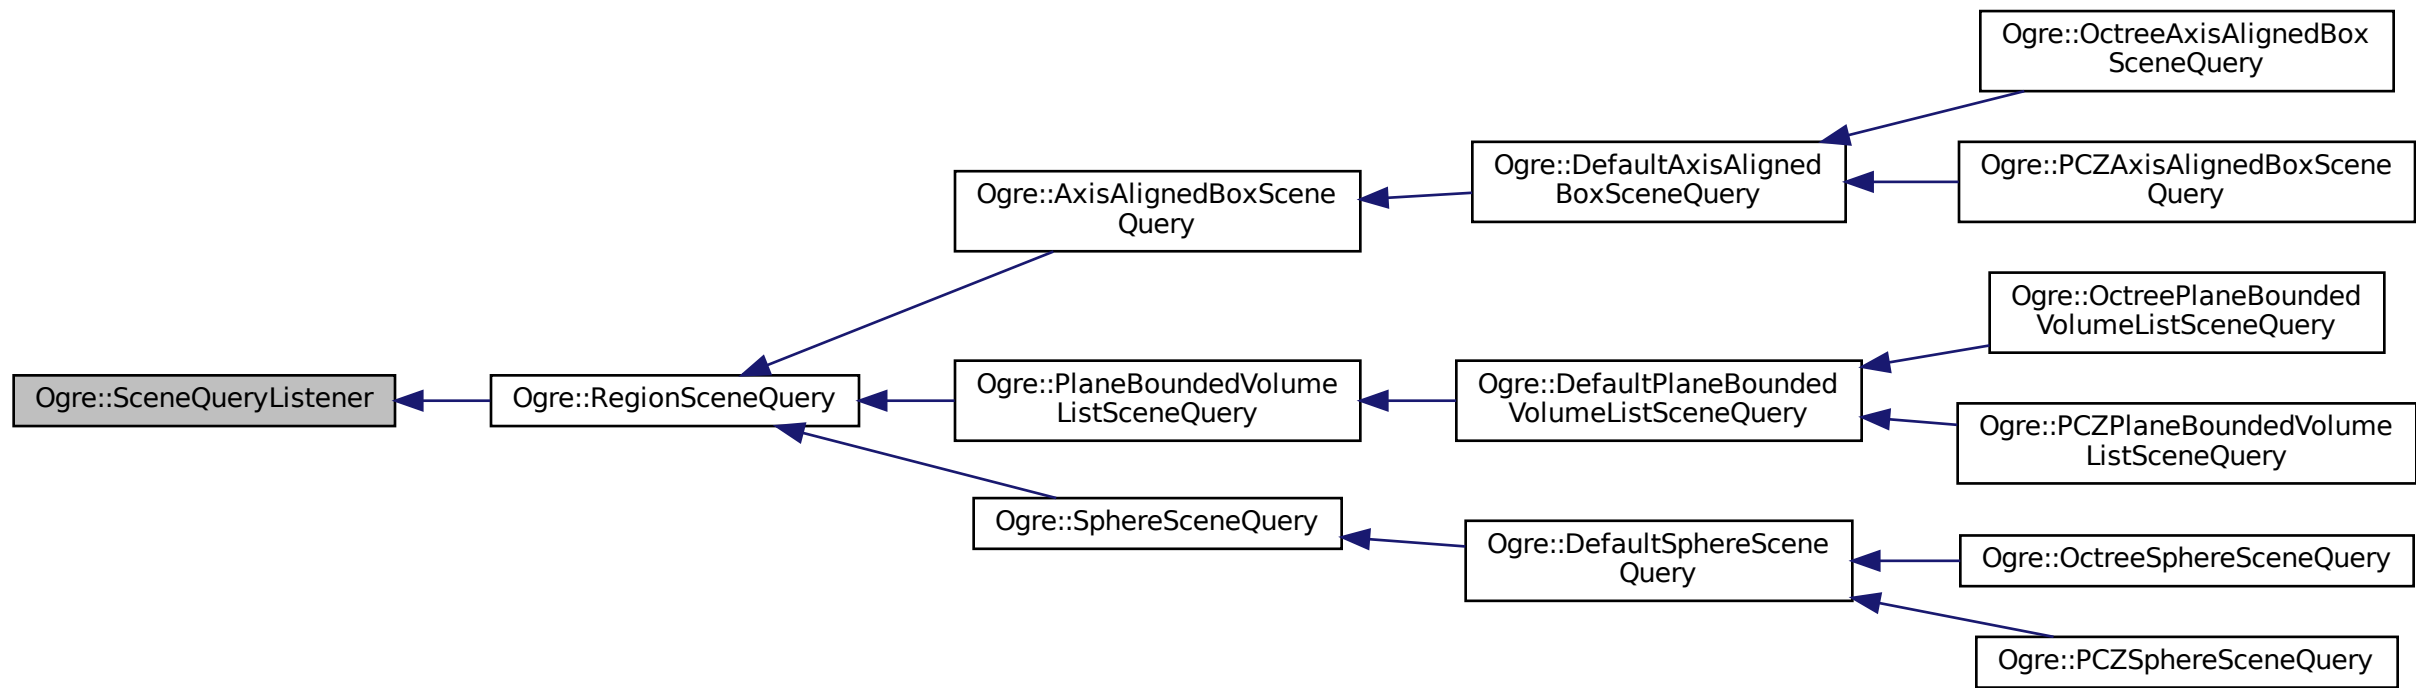 Ogre::SceneQueryListener
Ogre::RegionSceneQuery
Ogre::AxisAlignedBoxScene
Query
Ogre::PlaneBoundedVolume
ListSceneQuery
Ogre::SphereSceneQuery
Ogre::DefaultAxisAligned
BoxSceneQuery
Ogre::DefaultPlaneBounded
VolumeListSceneQuery
Ogre::DefaultSphereScene
Query
Ogre::OctreeAxisAlignedBox
SceneQuery
Ogre::PCZAxisAlignedBoxScene
Query
Ogre::OctreePlaneBounded
VolumeListSceneQuery
Ogre::PCZPlaneBoundedVolume
ListSceneQuery
Ogre::OctreeSphereSceneQuery
Ogre::PCZSphereSceneQuery